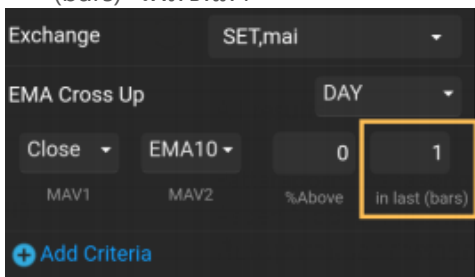 (bars)
Exchange SET,mai
EMA Cross Up DAY
Close EMA10 0 1
MAV1 MAV2 %Above in last (bars)
Add Criteria